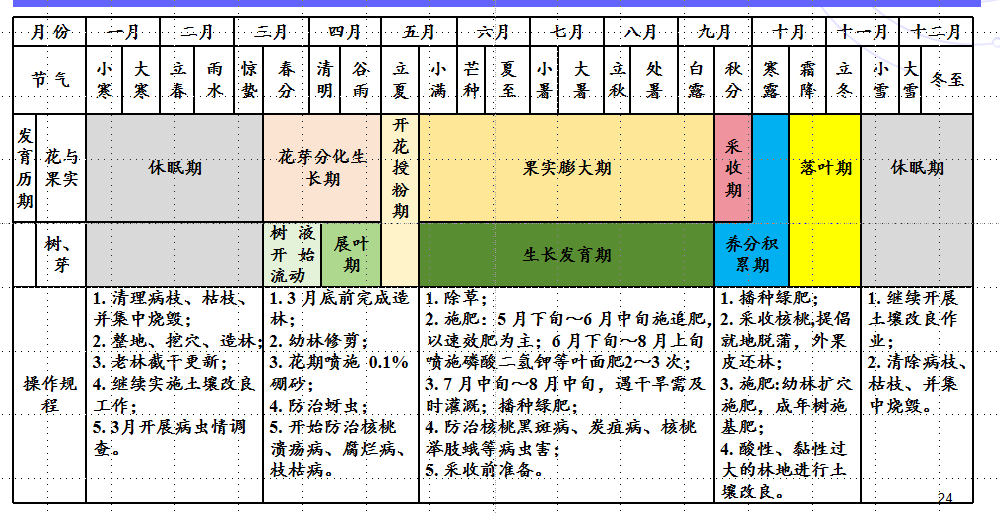 月份 一月 二月 三月 四月 五月 六月 七月 八月 九月 十月 十一月 十二月
节气 小寒 大寒 立春 雨水 惊蛰 春分 清明 谷雨 立夏 小满 芒种 夏至 小暑 大暑 立秋 处暑 白露 秋分 寒露 霜降 立冬 小雪 大雪 冬至
发育历期
花与果实
休眠期
花芽分化生长期
开花授粉期
果实膨大期
采收期
落叶期
休眠期
树、芽
树液开始流动
展叶期
生长发育期
养分积累期
操作规程
1. 清理病枝、枯枝、
并集中烧毁；
2. 整地、挖穴、造林；
3. 老林截干更新；
4. 继续实施土壤改良
工作；
5. 3月开展病虫情调
查。
1. 3 月底前完成造
林；
2. 幼林修剪；
3. 花期喷施 0.1%
硼砂；
4. 防治蚜虫；
5. 开始防治核桃
溃疡病、腐烂病、
枝枯病。
1. 除草；
2. 施肥：5 月下旬～6 月中旬施追肥，
以速效肥为主；6 月下旬～8 月上旬
喷施磷酸二氢钾等叶面肥2～3 次；
3. 7 月中旬～8 月中旬，遇干旱需及
时灌溉；播种绿肥；
4. 防治核桃黑斑病、炭疽病、核桃
举肢蛾等病虫害；
5. 采收前准备。
1. 播种绿肥；
2. 采收核桃,提倡
就地脱蒲，外果
皮还林；
3. 施肥:幼林扩穴
施肥，成年树施
基肥；
4. 酸性、黏性过
大的林地进行土
壤改良。
1. 继续开展
土壤改良作
业；
2. 清除病枝、
枯枝、并集
中烧毁。
24